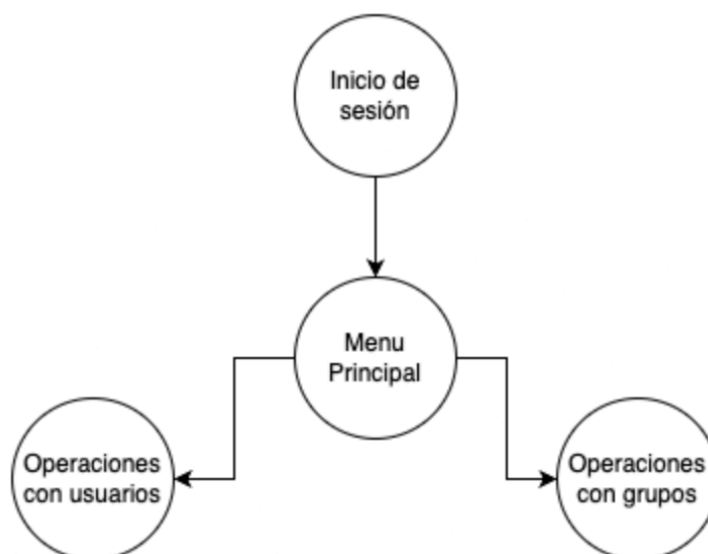 Inicio de
sesión
Menu
Principal
Operaciones
con usuarios
Operaciones
con grupos